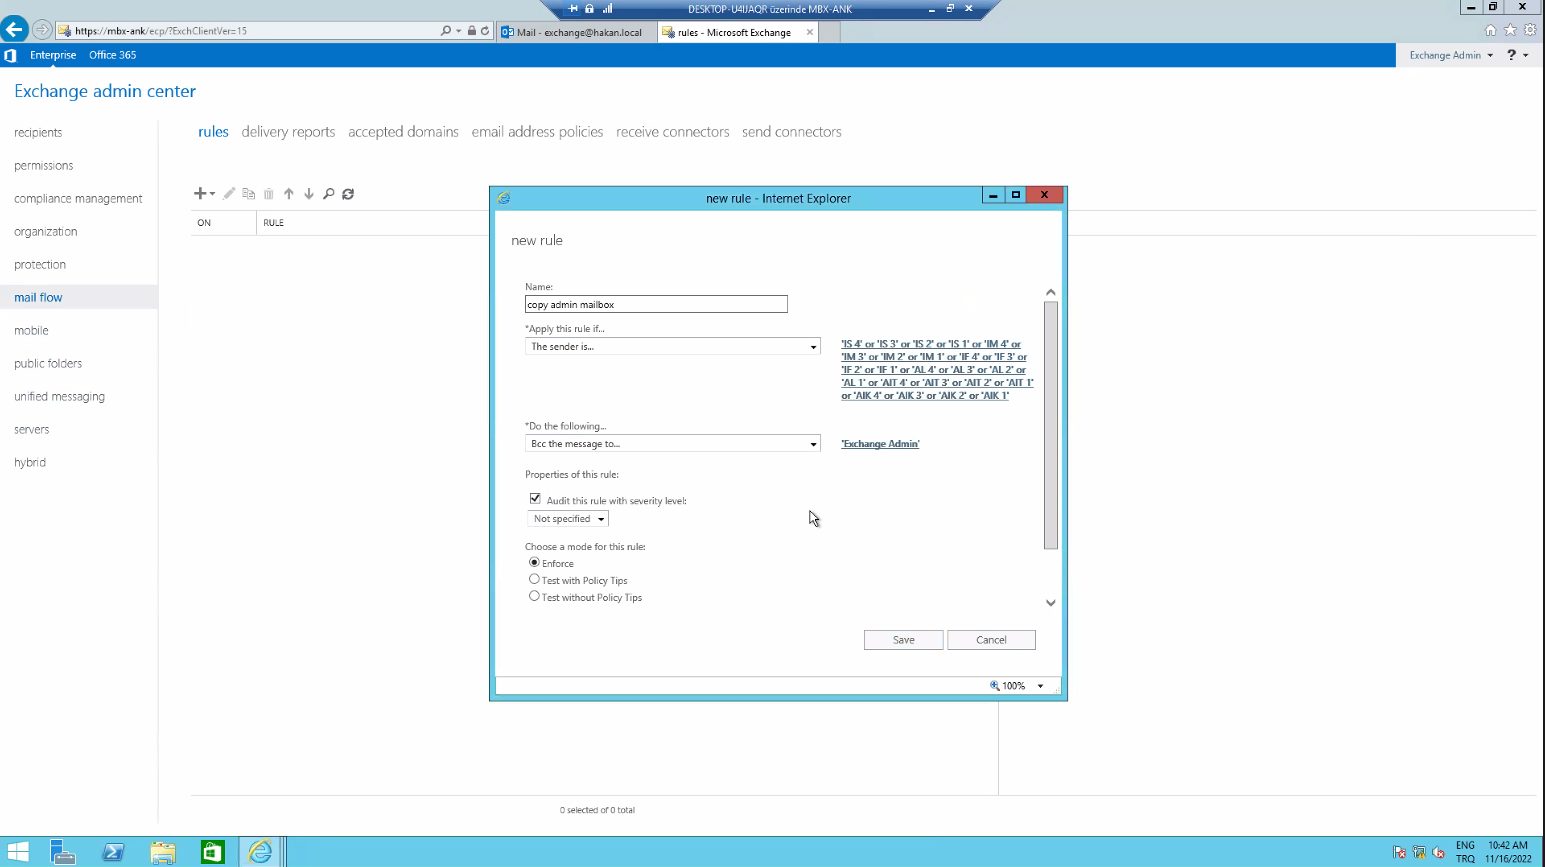 DESKTOP-U4IJAQR üzerinde MBX-ANK
https://mbx-ank/ecp/?ExchClientVer=15
Mail - exchange@hakan.local
rules - Microsoft Exchange
Enterprise
Office 365
Exchange Admin
?
Exchange admin center
recipients
permissions
compliance management
organization
protection
mail flow
mobile
public folders
unified messaging
servers
hybrid
rules
delivery reports
accepted domains
email address policies
receive connectors
send connectors
ON
RULE
new rule - Internet Explorer
new rule
Name:
copy admin mailbox
*Apply this rule if...
The sender is...
'IS 4' or 'IS 3' or 'IS 2' or 'IS 1' or 'IM 4' or
'IM 3' or 'IM 2' or 'IM 1' or 'IF 4' or 'IF 3' or
'IF 2' or 'IF 1' or 'AL 4' or 'AL 3' or 'AL 2' or
'AL 1' or 'AIT 4' or 'AIT 3' or 'AIT 2' or 'AIT 1'
or 'AIK 4' or 'AIK 3' or 'AIK 2' or 'AIK 1'
*Do the following...
Bcc the message to...
'Exchange Admin'
Properties of this rule:
Audit this rule with severity level:
Not specified
Choose a mode for this rule:
Enforce
Test with Policy Tips
Test without Policy Tips
Save
Cancel
100%
0 selected of 0 total
ENG
TRQ
10:42 AM
11/16/2022